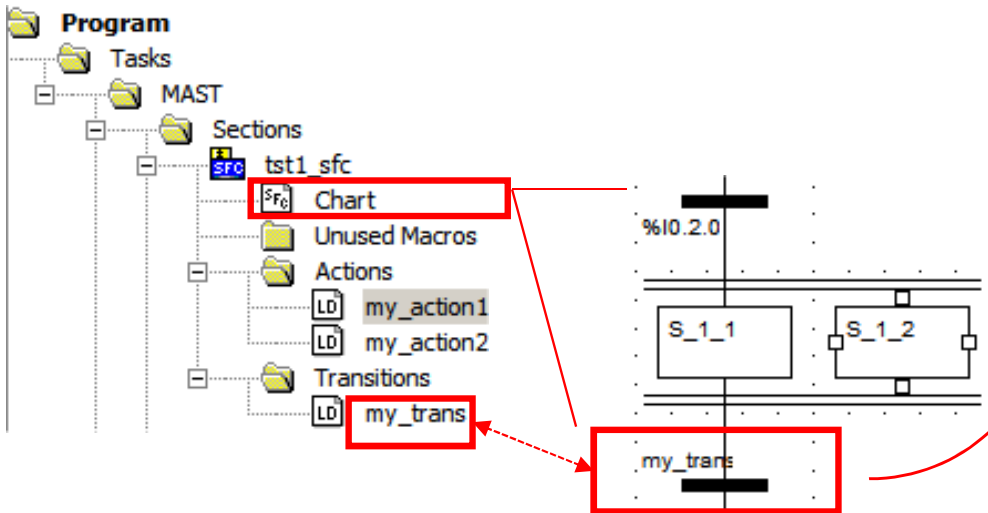 Program
Tasks
MAST
Sections
SFC tst1_sfc
SFC Chart
Unused Macros
Actions
LD my_action1
LD my_action2
Transitions
LD my_trans
%I0.2.0
S_1_1
S_1_2
my_trans